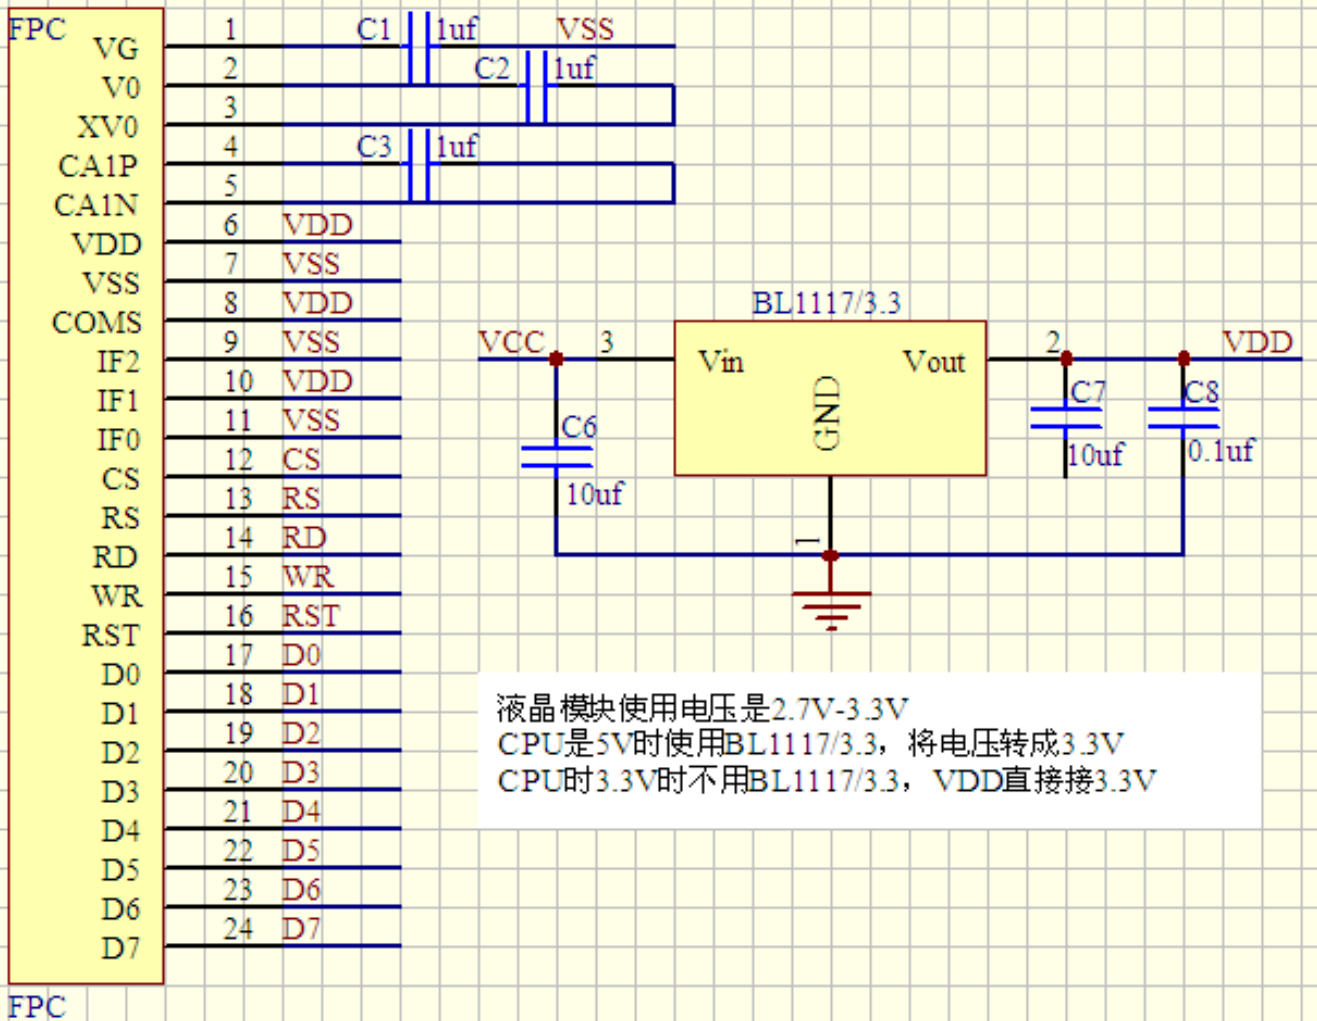 FPC
VG 1 C1 1uf VSS
V0 2 C2 1uf
XV0 3
CA1P 4 C3 1uf
CA1N 5
VDD 6 VDD
VSS 7 VSS
COMS 8 VDD
IF2 9 VSS
IF1 10 VDD
IF0 11 VSS
CS 12 CS
RS 13 RS
RD 14 RD
WR 15 WR
RST 16 RST
D0 17 D0
D1 18 D1
D2 19 D2
D3 20 D3
D4 21 D4
D5 22 D5
D6 23 D6
D7 24 D7
FPC
BL1117/3.3
VCC 3 Vin Vout 2 VDD
GND
C6
10uf
C7
10uf
C8
0.1uf
1
液晶模块使用电压是2.7V-3.3V
CPU是5V时使用BL1117/3.3，将电压转成3.3V
CPU时3.3V时不用BL1117/3.3，VDD直接接3.3V